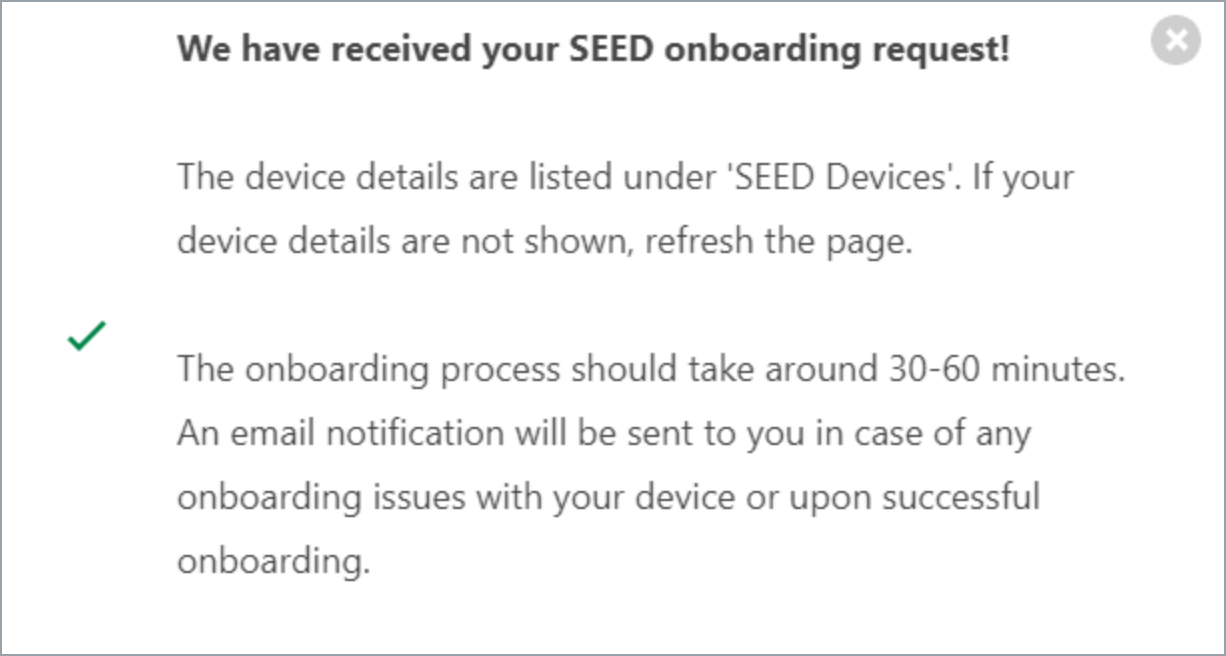 We have received your SEED onboarding request!
The device details are listed under 'SEED Devices'. If your
device details are not shown, refresh the page.
The onboarding process should take around 30-60 minutes.
An email notification will be sent to you in case of any
onboarding issues with your device or upon successful
onboarding.